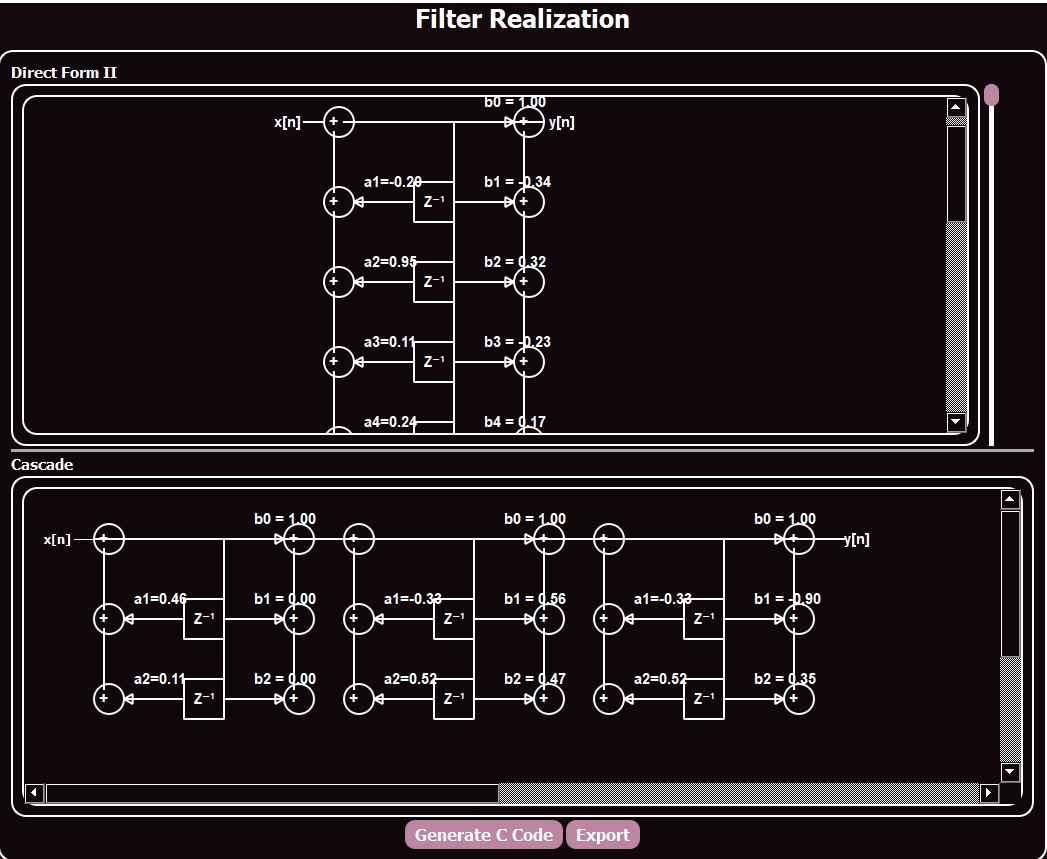 Filter Realization
Direct Form II
b0 = 1.00
x[n] + + y[n]
a1=-0.20 b1 = -0.34
+ Z⁻¹ +
a2=0.95 b2 = 0.32
+ Z⁻¹ +
a3=0.11 b3 = -0.23
+ Z⁻¹ +
a4=0.24 b4 = 0.17
Cascade
b0 = 1.00 b0 = 1.00 b0 = 1.00
x[n] + + + + + + y[n]
a1=0.46 b1 = 0.00 a1=-0.33 b1 = 0.56 a1=-0.33 b1 = -0.90
+ Z⁻¹ + + Z⁻¹ + + Z⁻¹ +
a2=0.11 b2 = 0.00 a2=0.52 b2 = 0.47 a2=0.52 b2 = 0.35
+ Z⁻¹ + + Z⁻¹ + + Z⁻¹ +
Generate C Code Export